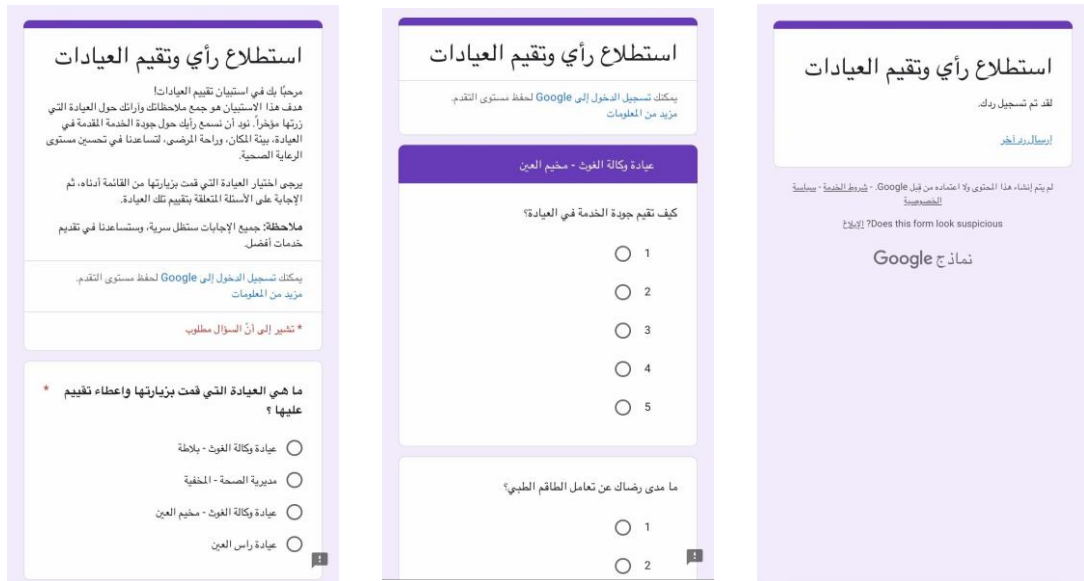 استطلاع رأي وتقيم العيادات
مرحبًا بك في استبيان تقييم العيادات!
هدف هذا الاستبيان هو جمع ملاحظاتك وآرائك حول العيادة التي
زرتها مؤخراً. نود أن نسمع رأيك حول جودة الخدمة المقدمة في
العيادة، بيئة المكان، وراحة المرضى، لتساعدنا في تحسين مستوى
الرعاية الصحية.
يرجى اختيار العيادة التي قمت بزيارتها من القائمة أدناه، ثم
الإجابة على الأسئلة المتعلقة بتقييم تلك العيادة.
ملاحظة: جميع الإجابات ستظل سرية، وستساعدنا في تقديم
خدمات أفضل.
يمكنك تسجيل الدخول إلى Google لحفظ مستوى التقدم.
مزيد من المعلومات
* تشير إلى أنّ السؤال مطلوب
ما هي العيادة التي قمت بزيارتها واعطاء تقييم *
عليها ؟
عيادة وكالة الغوث - بلاطة
مديرية الصحة - المخفية
عيادة وكالة الغوث - مخيم العين
عيادة راس العين
استطلاع رأي وتقيم العيادات
يمكنك تسجيل الدخول إلى Google لحفظ مستوى التقدم.
مزيد من المعلومات
عيادة وكالة الغوث - مخيم العين
كيف تقيم جودة الخدمة في العيادة؟
1
2
3
4
5
ما مدى رضاك عن تعامل الطاقم الطبي؟
1
2
استطلاع رأي وتقيم العيادات
لقد تم تسجيل ردك.
إرسال رد آخر
لم يتم إنشاء هذا المحتوى ولا اعتماده من قِبل Google. - شروط الخدمة - سياسة
الخصوصية
Does this form look suspicious? الإبلاغ
نماذج Google